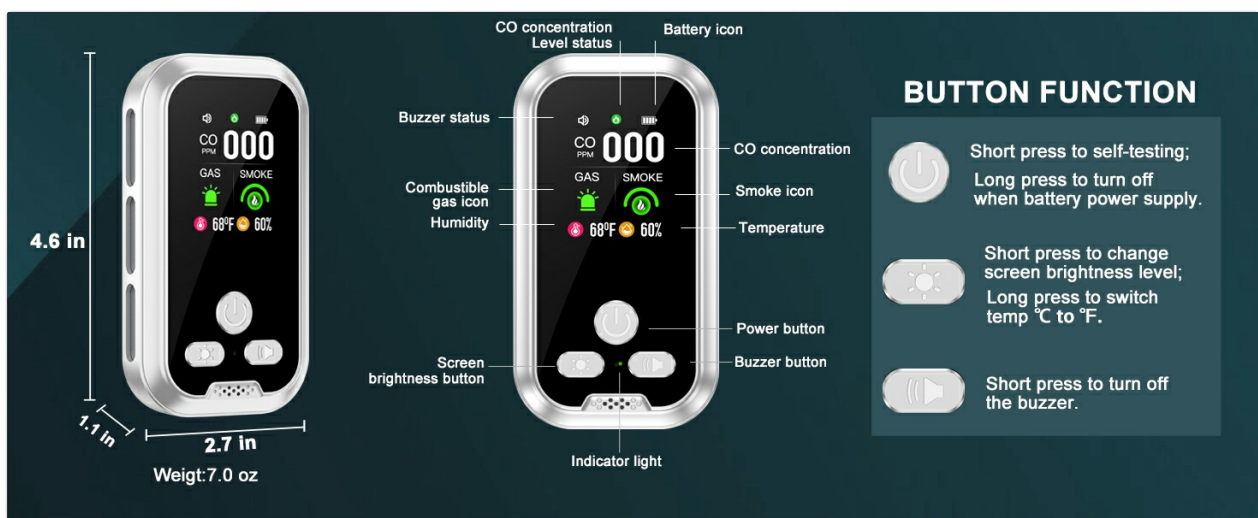 4.6 in
1.1 in
2.7 in
Weigt:7.0 oz
CO
PPM
000
GAS
SMOKE
68°F
60%
CO concentration
Level status
Battery icon
Buzzer status
Combustible
gas icon
Humidity
CO
PPM
000
GAS
SMOKE
68°F
60%
CO concentration
Smoke icon
Temperature
Power button
Buzzer button
Screen
brightness button
Indicator light
BUTTON FUNCTION
Short press to self-testing;
Long press to turn off
when battery power supply.
Short press to change
screen brightness level;
Long press to switch
temp ℃ to ℉.
Short press to turn off
the buzzer.